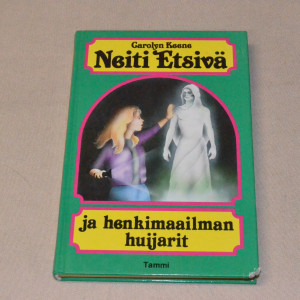 Carolyn Keene
Neiti Etsivä
ja henkimaailman
huijarit
Tammi